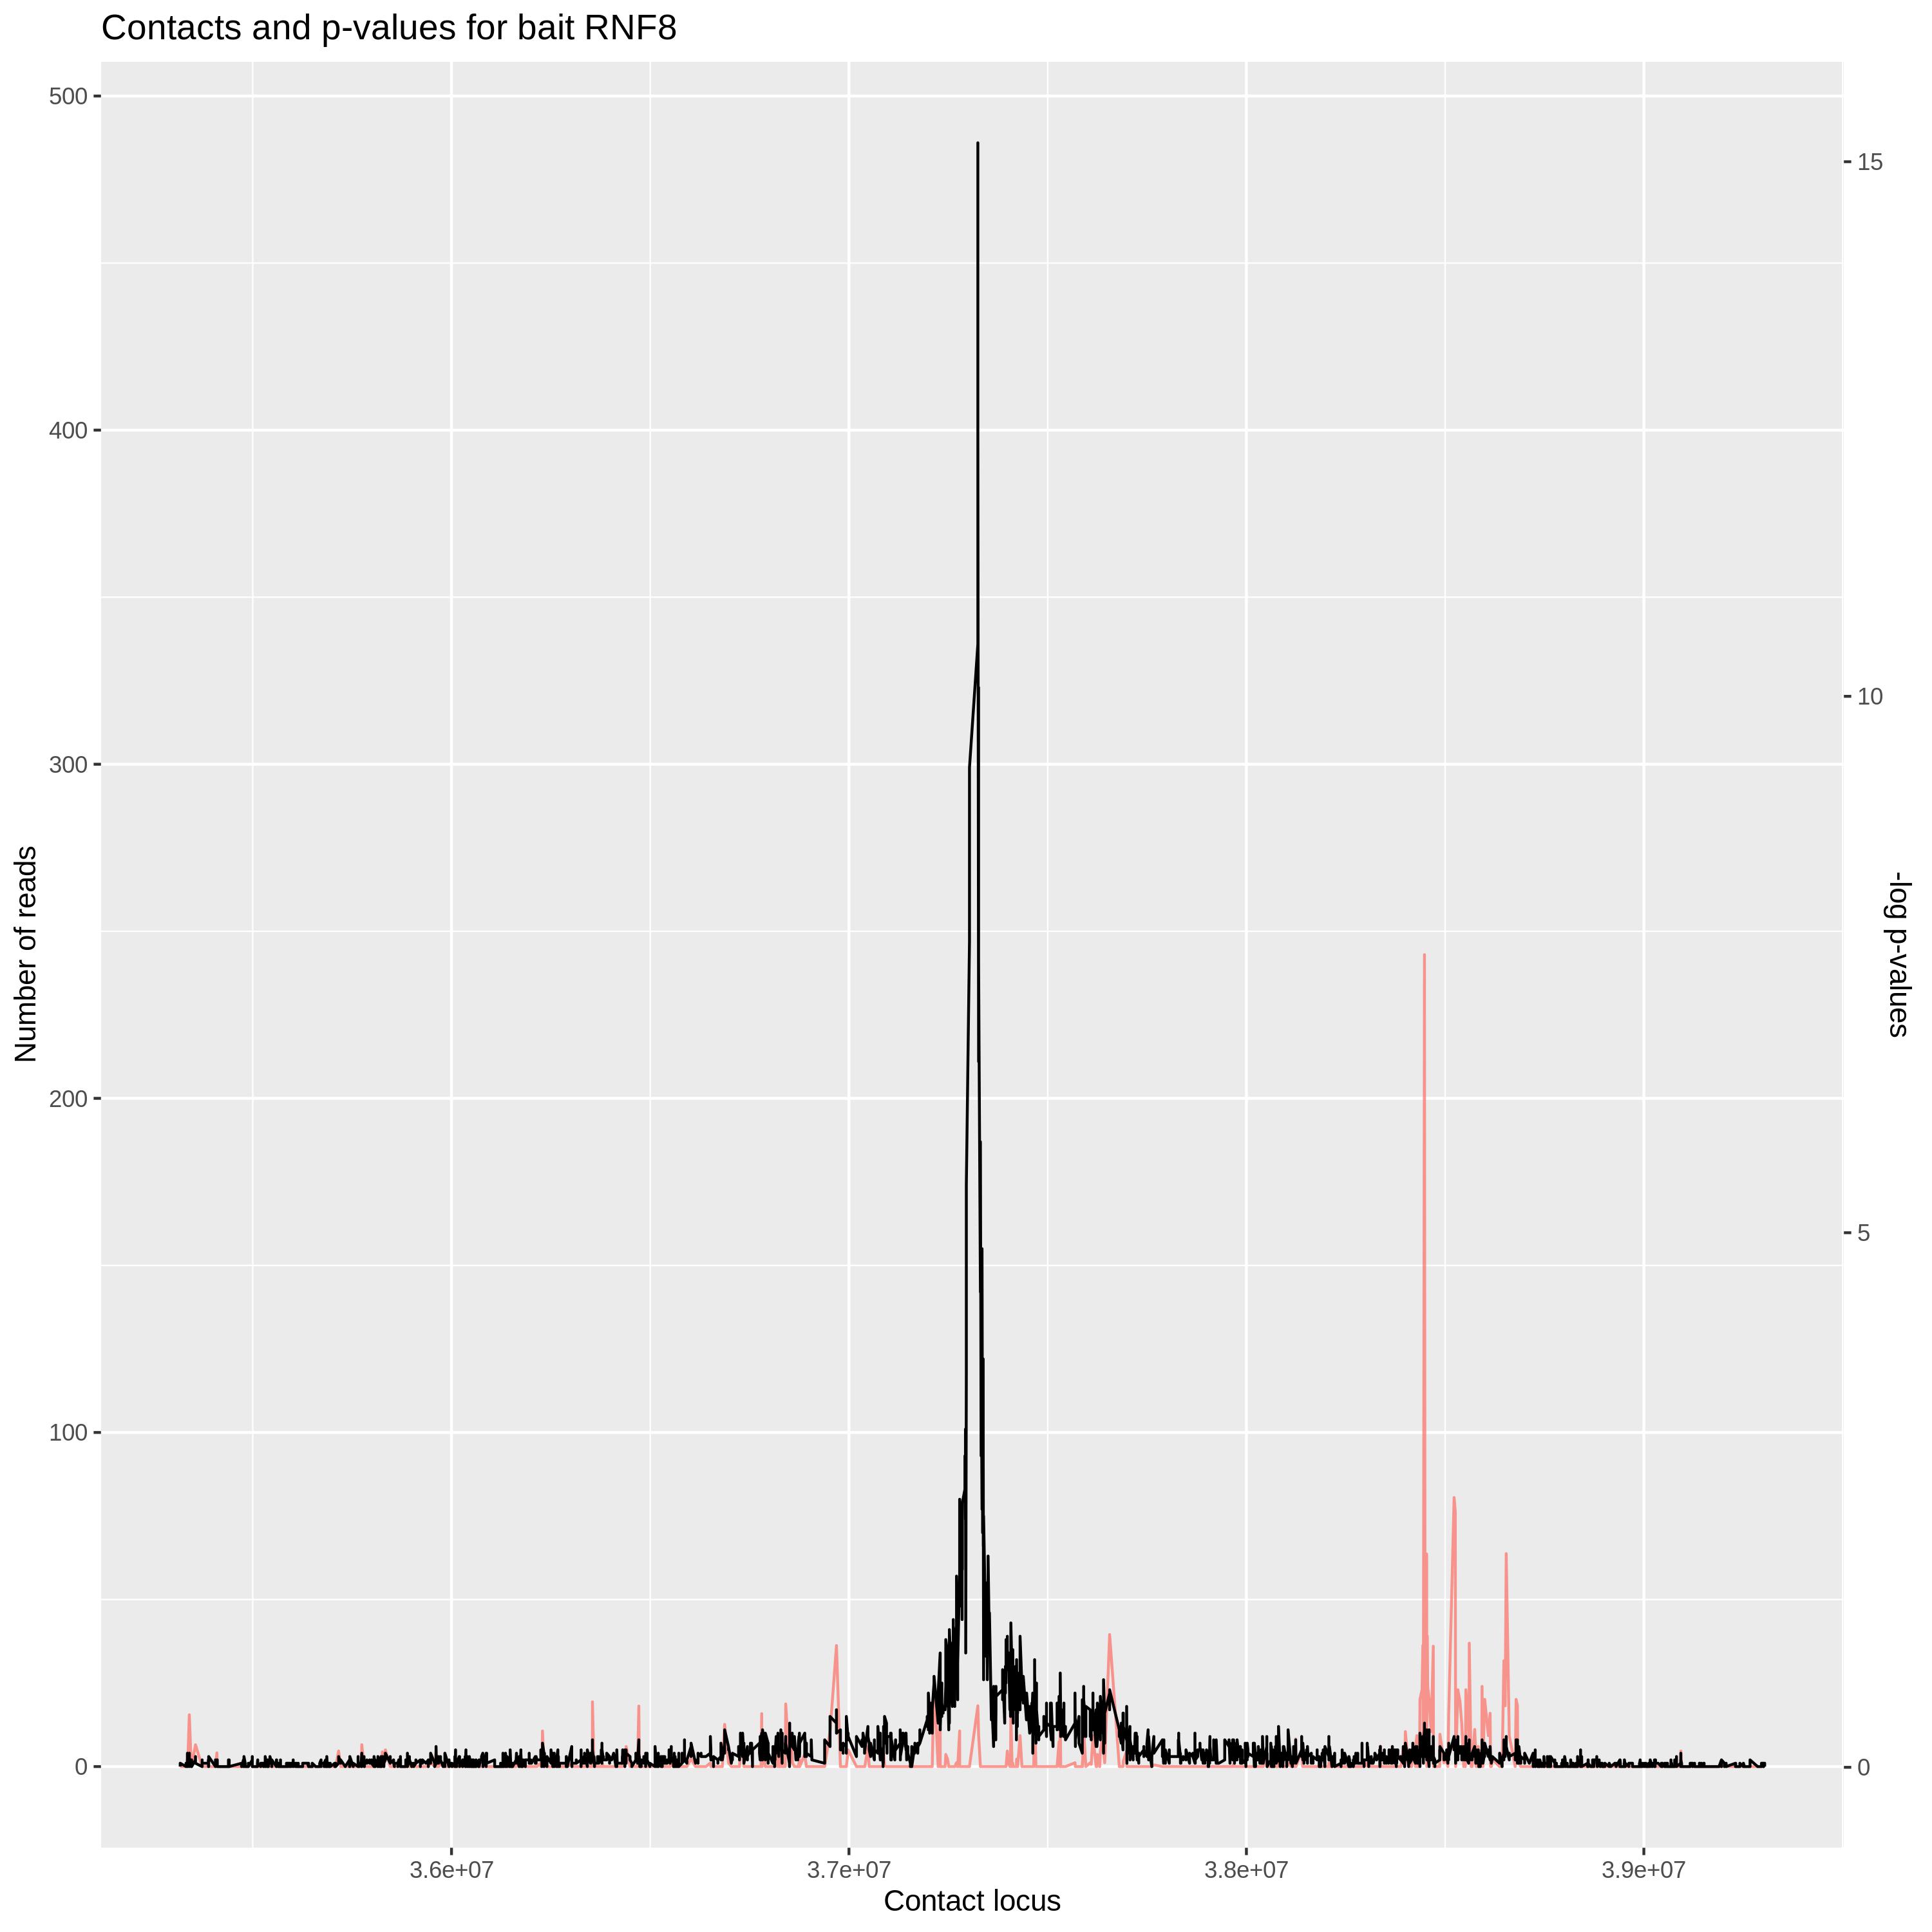 Contacts and p-values for bait RNF8
500
400
300
200
100
0
Number of reads
15
10
5
0
-log p-values
3.6e+07
3.7e+07
3.8e+07
3.9e+07
Contact locus